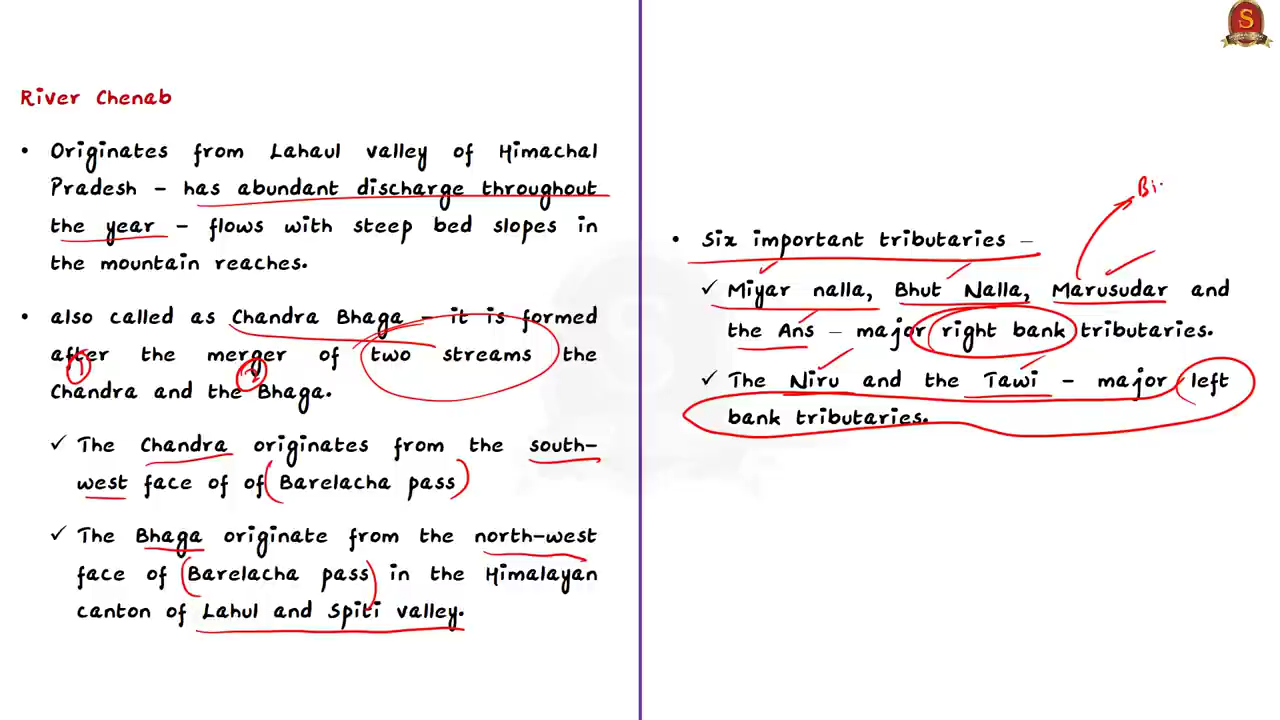 River Chenab
• Originates from Lahaul valley of Himachal
Pradesh – has abundant discharge throughout
the year – flows with steep bed slopes in
the mountain reaches.
• also called as Chandra Bhaga – it is formed
after the merger of two streams the
Chandra and the Bhaga.
1 2
✓ The Chandra originates from the south-
west face of of Barelacha pass
✓ The Bhaga originate from the north-west
face of Barelacha pass in the Himalayan
canton of Lahul and Spiti valley.
S
Bi
• Six important tributaries –
✓ Miyar nalla, Bhut Nalla, Marusudar and
the Ans – major right bank tributaries.
✓ The Niru and the Tawi – major left
bank tributaries.